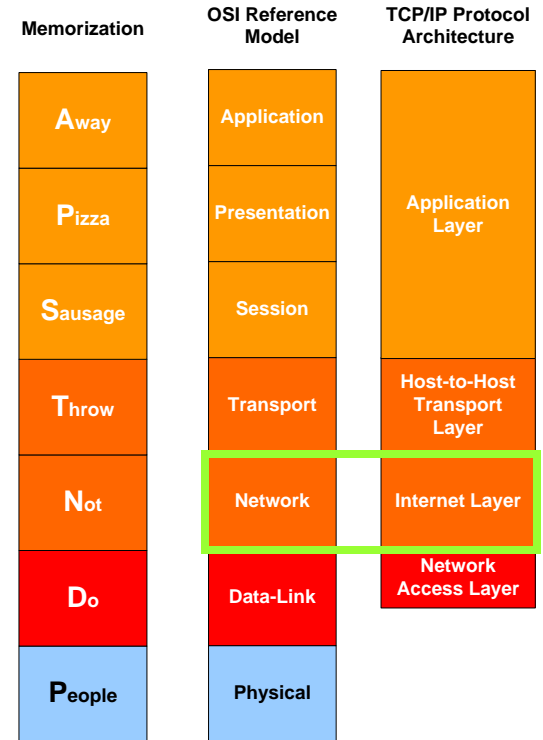 Memorization
OSI Reference
Model
TCP/IP Protocol
Architecture
Away
Pizza
Sausage
Throw
Not
Do
People
Application
Presentation
Session
Transport
Network
Data-Link
Physical
Application
Layer
Host-to-Host
Transport
Layer
Internet Layer
Network
Access Layer